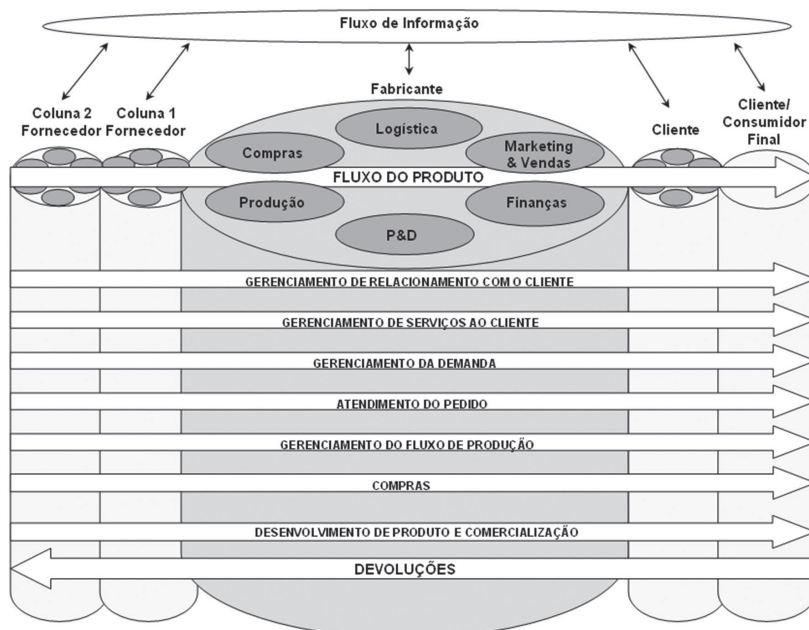 Fluxo de Informação
Fabricante
Coluna 2
Fornecedor
Coluna 1
Fornecedor
Cliente
Cliente/
Consumidor
Final
Logística
Compras
Marketing
& Vendas
FLUXO DO PRODUTO
Produção
Finanças
P&D
GERENCIAMENTO DE RELACIONAMENTO COM O CLIENTE
GERENCIAMENTO DE SERVIÇOS AO CLIENTE
GERENCIAMENTO DA DEMANDA
ATENDIMENTO DO PEDIDO
GERENCIAMENTO DO FLUXO DE PRODUÇÃO
COMPRAS
DESENVOLVIMENTO DE PRODUTO E COMERCIALIZAÇÃO
DEVOLUÇÕES